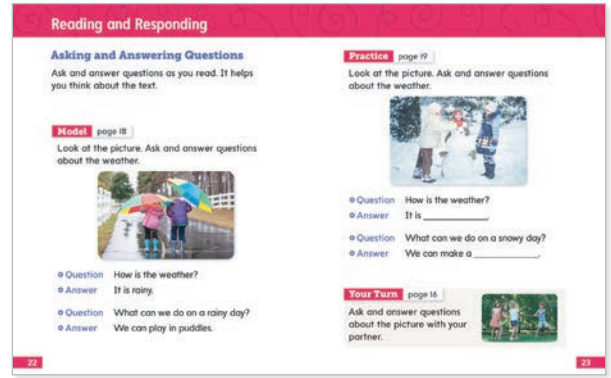 Reading and Responding
Asking and Answering Questions
Ask and answer questions as you read. It helps
you think about the text.
Model page 18
Look at the picture. Ask and answer questions
about the weather.
Question How is the weather?
Answer It is rainy.
Question What can we do on a rainy day?
Answer We can play in puddles.
22
Practice page 19
Look at the picture. Ask and answer questions
about the weather.
Question How is the weather?
Answer It is ____________.
Question What can we do on a snowy day?
Answer We can make a ____________.
Your Turn page 16
Ask and answer questions
about the picture with your
partner.
23